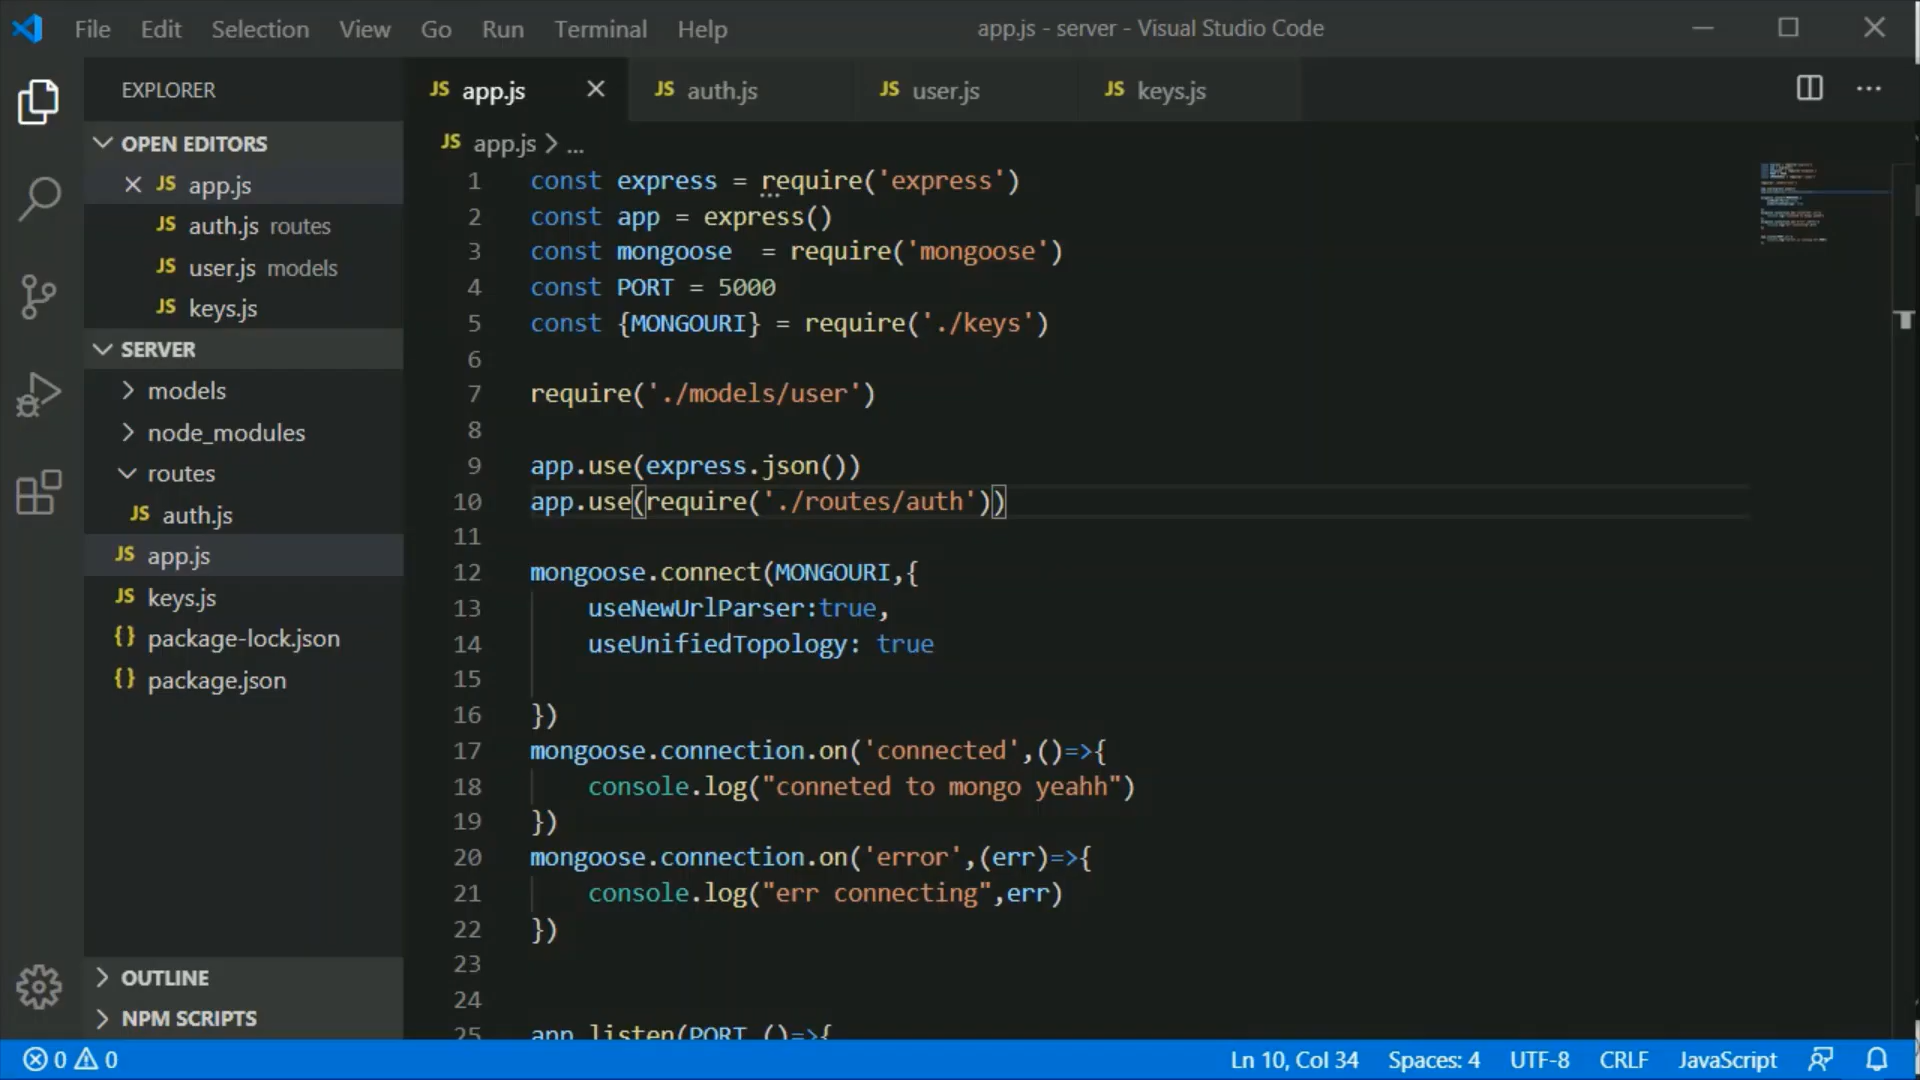 File Edit Selection View Go Run Terminal Help
app.js - server - Visual Studio Code
EXPLORER
OPEN EDITORS
JS app.js
JS auth.js routes
JS user.js models
JS keys.js
SERVER
models
node_modules
routes
JS auth.js
JS app.js
JS keys.js
{} package-lock.json
{} package.json
OUTLINE
NPM SCRIPTS
JS app.js
JS auth.js
JS user.js
JS keys.js
JS app.js > ...
1 const express = require('express')
2 const app = express()
3 const mongoose  = require('mongoose')
4 const PORT = 5000
5 const {MONGOURI} = require('./keys')
6
7 require('./models/user')
8
9 app.use(express.json())
10 app.use(require('./routes/auth'))
11
12 mongoose.connect(MONGOURI,{
13     useNewUrlParser:true,
14     useUnifiedTopology: true
15
16 })
17 mongoose.connection.on('connected',()=>{
18     console.log("conneted to mongo yeahh")
19 })
20 mongoose.connection.on('error',(err)=>{
21     console.log("err connecting",err)
22 })
23
24
25 app.listen(PORT,()=>{
0 0
Ln 10, Col 34
Spaces: 4
UTF-8
CRLF
JavaScript